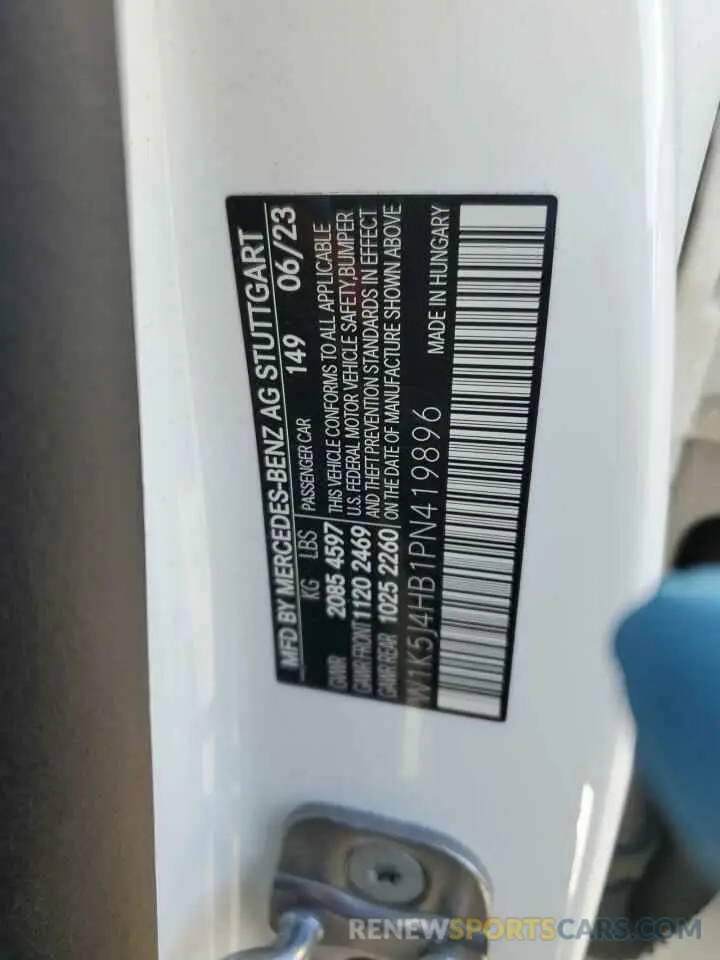 MFD BY MERCEDES-BENZ AG STUTTGART
149 06/23
KG LBS PASSENGER CAR
GVWR 2085 4597
GAWR FRONT 1120 2469
GAWR REAR 1025 2260
THIS VEHICLE CONFORMS TO ALL APPLICABLE
U.S. FEDERAL MOTOR VEHICLE SAFETY,BUMPER
AND THEFT PREVENTION STANDARDS IN EFFECT
ON THE DATE OF MANUFACTURE SHOWN ABOVE
W1K5J4HB1PN419896 MADE IN HUNGARY
RENEWSPORTSCARS.COM